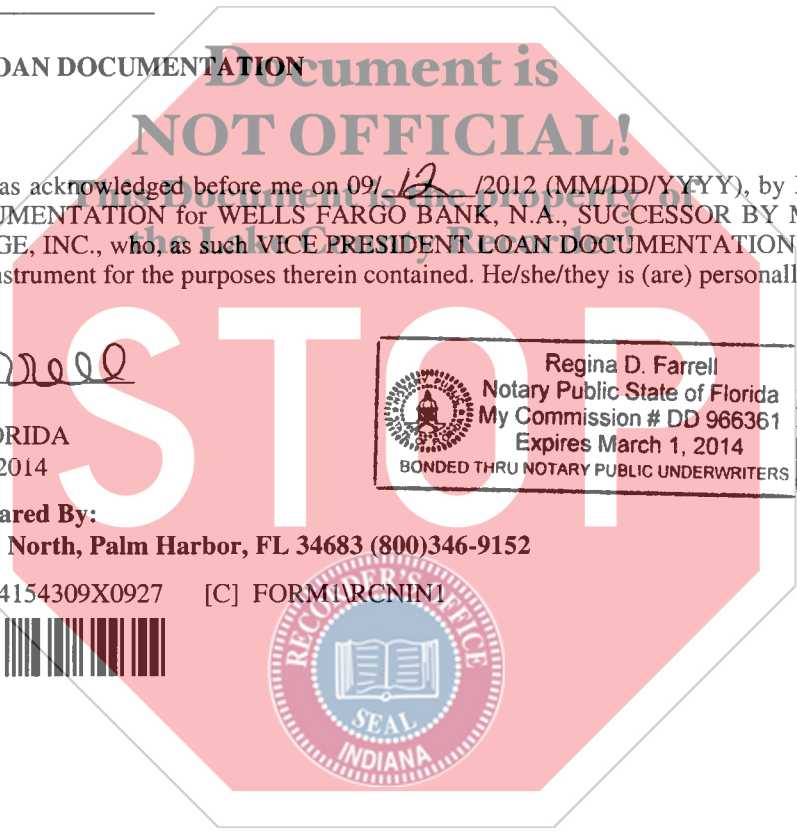 OAN DOCUMENTATION
Document is
NOT OFFICIAL!
This Document is the property of
the Lake County Recorder!
as acknowledged before me on 09/ 12 /2012 (MM/DD/YYYY), by
UMENTATION for WELLS FARGO BANK, N.A., SUCCESSOR BY
GE, INC., who, as such VICE PRESIDENT LOAN DOCUMENTATION
nstrument for the purposes therein contained. He/she/they is (are) personall
STOP
Regina D. Farrell
Notary Public State of Florida
My Commission # DD 966361
Expires March 1, 2014
BONDED THRU NOTARY PUBLIC UNDERWRITERS
ORIDA
2014
ared By:
North, Palm Harbor, FL 34683 (800)346-9152
4154309X0927 [C] FORM1\RCNIN1
RECORDER'S OFFICE
SEAL
INDIANA